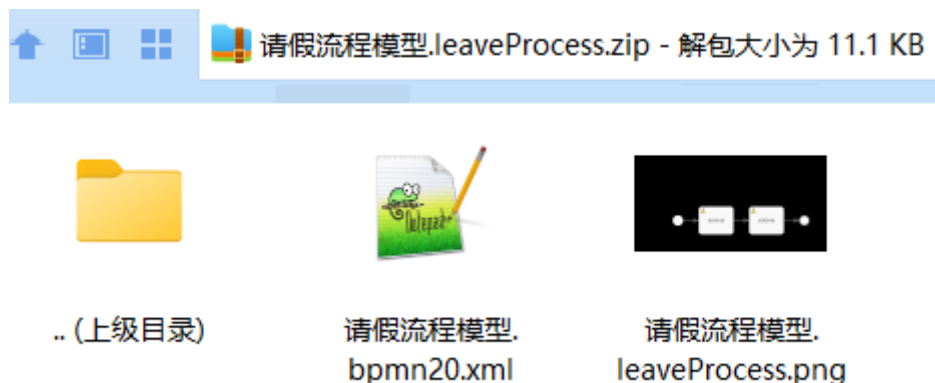 请假流程模型.leaveProcess.zip - 解包大小为 11.1 KB
.. (上级目录)
请假流程模型.
bpmn20.xml
请假流程模型.
leaveProcess.png